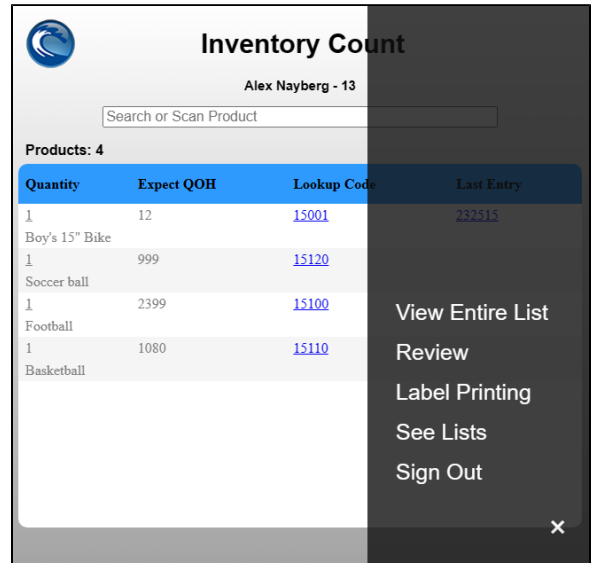 Inventory Count
Alex Nayberg - 13
Search or Scan Product
Products: 4
Quantity Expect QOH Lookup Code Last Entry
1 12 15001 232515
Boy's 15" Bike
1 999 15120
Soccer ball
1 2399 15100
Football
1 1080 15110
Basketball
View Entire List
Review
Label Printing
See Lists
Sign Out
×